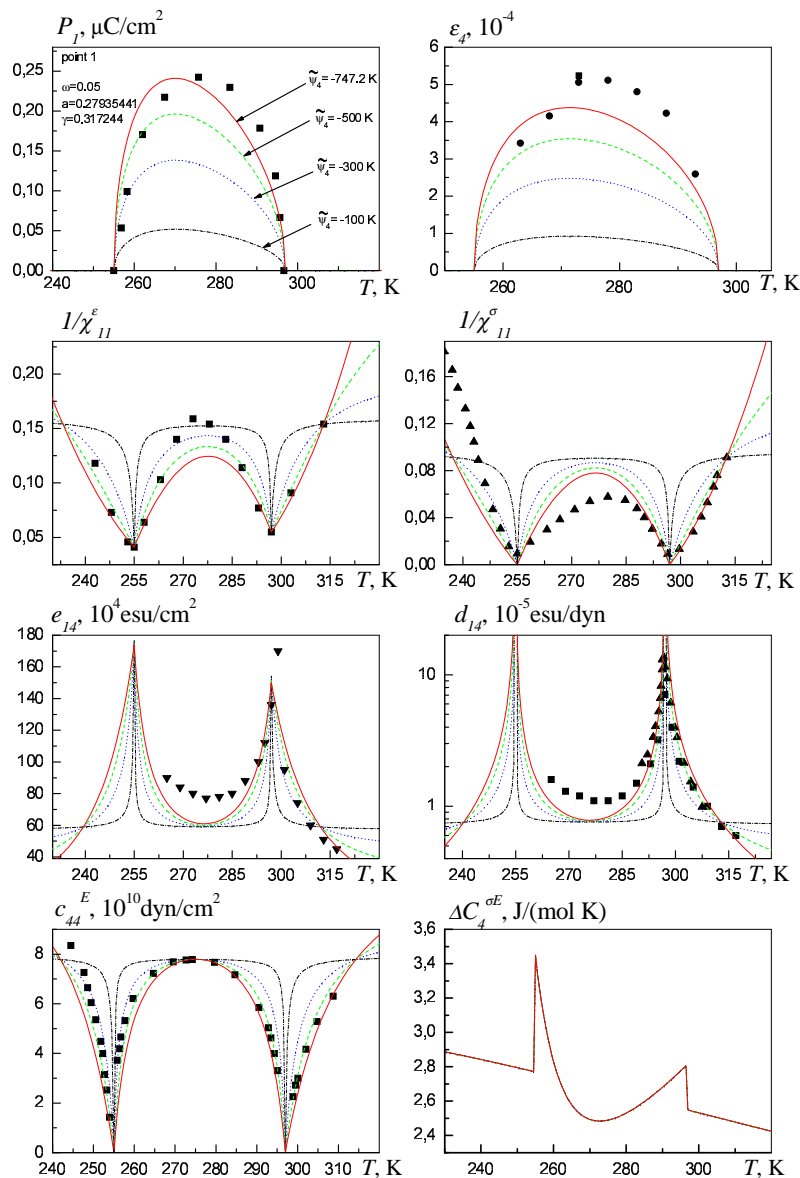 P1, μC/cm²
0,25
0,20
0,15
0,10
0,05
0,00
point 1
ω=0.05
a=0.27935441
γ=0.317244
ψ̃4= -747.2 K
ψ̃4= -500 K
ψ̃4= -300 K
ψ̃4= -100 K
240 260 280 300 320
T, K
ε4, 10⁻⁴
6
5
4
3
2
1
0
260 280 300
T, K
1/χ11^ε
0,20
0,15
0,10
0,05
240 255 270 285 300 315
T, K
1/χ11^σ
0,16
0,12
0,08
0,04
0,00
240 255 270 285 300 315
T, K
e14, 10⁴esu/cm²
180
160
140
120
100
80
60
40
240 255 270 285 300 315
T, K
d14, 10⁻⁵esu/dyn
10
1
240 255 270 285 300 315
T, K
c44^E, 10¹⁰dyn/cm²
8
6
4
2
0
240 250 260 270 280 290 300 310
T, K
ΔC4^σE, J/(mol K)
3,6
3,4
3,2
3,0
2,8
2,6
2,4
240 260 280 300 320
T, K